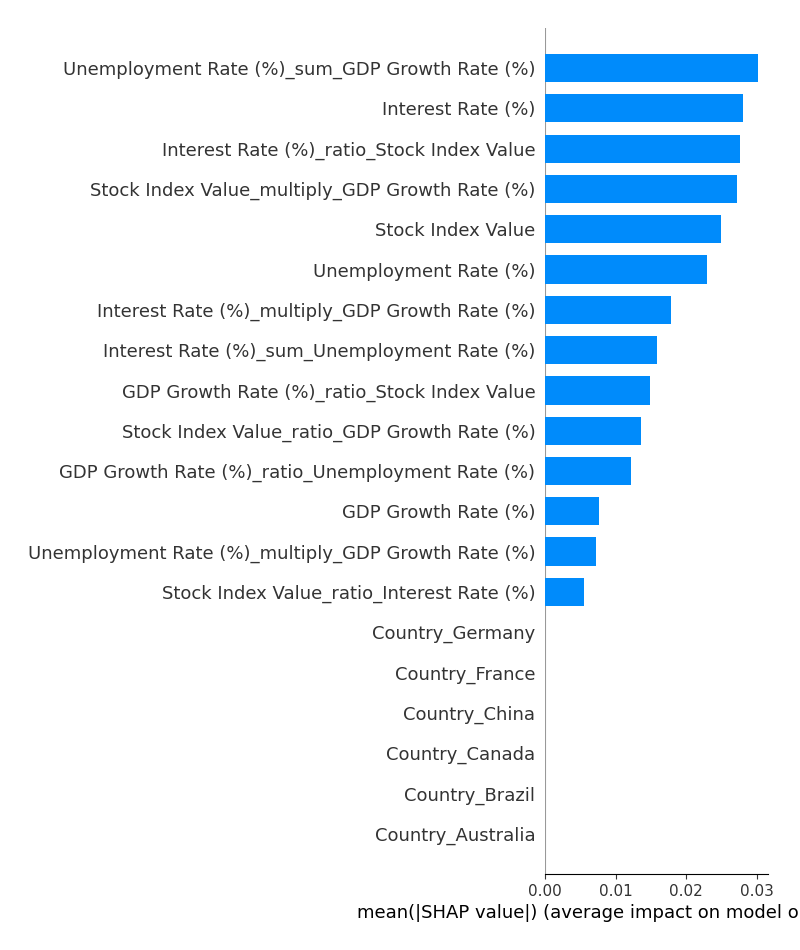 Unemployment Rate (%)_sum_GDP Growth Rate (%)
Interest Rate (%)
Interest Rate (%)_ratio_Stock Index Value
Stock Index Value_multiply_GDP Growth Rate (%)
Stock Index Value
Unemployment Rate (%)
Interest Rate (%)_multiply_GDP Growth Rate (%)
Interest Rate (%)_sum_Unemployment Rate (%)
GDP Growth Rate (%)_ratio_Stock Index Value
Stock Index Value_ratio_GDP Growth Rate (%)
GDP Growth Rate (%)_ratio_Unemployment Rate (%)
GDP Growth Rate (%)
Unemployment Rate (%)_multiply_GDP Growth Rate (%)
Stock Index Value_ratio_Interest Rate (%)
Country_Germany
Country_France
Country_China
Country_Canada
Country_Brazil
Country_Australia
0.00 0.01 0.02 0.03
mean(|SHAP value|) (average impact on model o